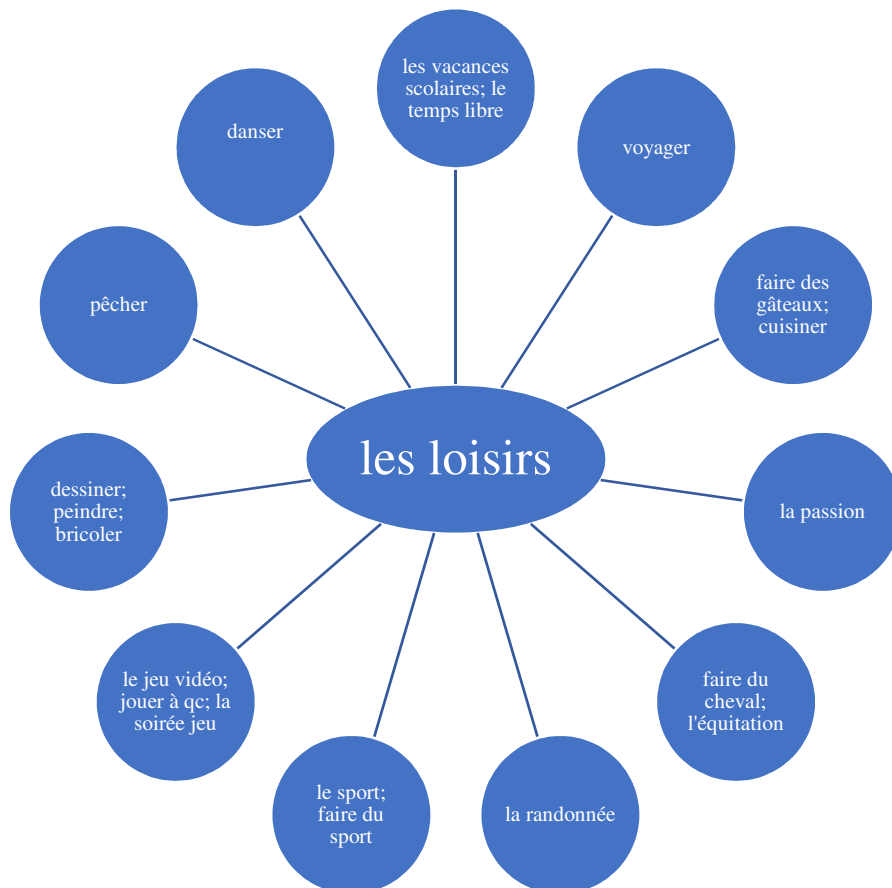 les vacances
scolaires; le
temps libre
voyager
faire des
gâteaux;
cuisiner
la passion
faire du
cheval;
l'équitation
la randonnée
le sport;
faire du
sport
le jeu vidéo;
jouer à qc; la
soirée jeu
dessiner;
peindre;
bricoler
pêcher
danser
les loisirs